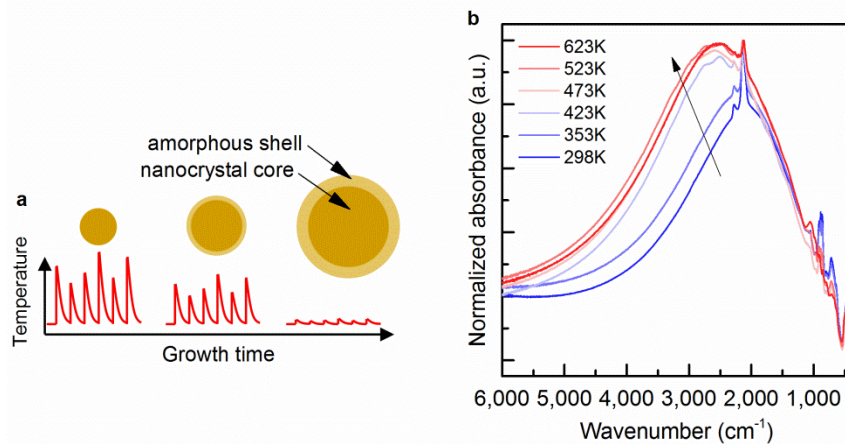 a
amorphous shell
nanocrystal core
Temperature
Growth time
b
623K
523K
473K
423K
353K
298K
Normalized absorbance (a.u.)
6,000 5,000 4,000 3,000 2,000 1,000
Wavenumber (cm⁻¹)